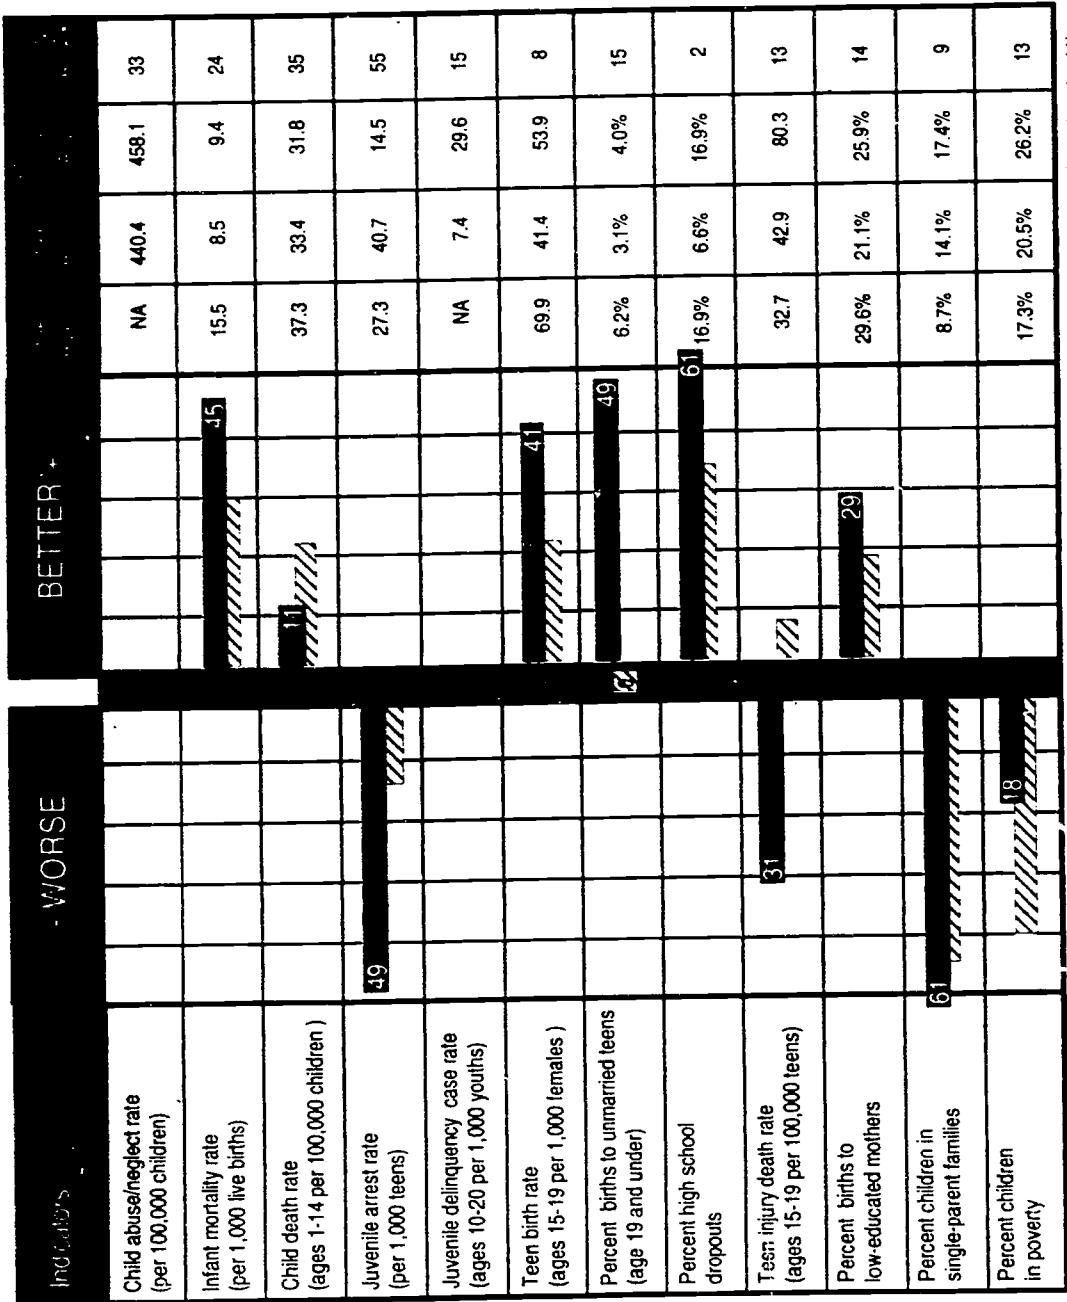 Indicators - WORSE BETTER +
Child abuse/neglect rate NA 440.4 458.1 33
(per 100,000 children)
Infant mortality rate 45 15.5 8.5 9.4 24
(per 1,000 live births)
Child death rate 11 37.3 33.4 31.8 35
(ages 1-14 per 100,000 children )
Juvenile arrest rate 49 27.3 40.7 14.5 55
(per 1,000 teens)
Juvenile delinquency case rate NA 7.4 29.6 15
(ages 10-20 per 1,000 youths)
Teen birth rate 41 69.9 41.4 53.9 8
(ages 15-19 per 1,000 females )
Percent births to unmarried teens 49 6.2% 3.1% 4.0% 15
(age 19 and under)
Percent high school 61 16.9% 6.6% 16.9% 2
dropouts
Teen injury death rate 31 32.7 42.9 80.3 13
(ages 15-19 per 100,000 teens)
Percent births to 29 29.6% 21.1% 25.9% 14
low-educated mothers
Percent children in 61 8.7% 14.1% 17.4% 9
single-parent families
Percent children 18 17.3% 20.5% 26.2% 13
in poverty